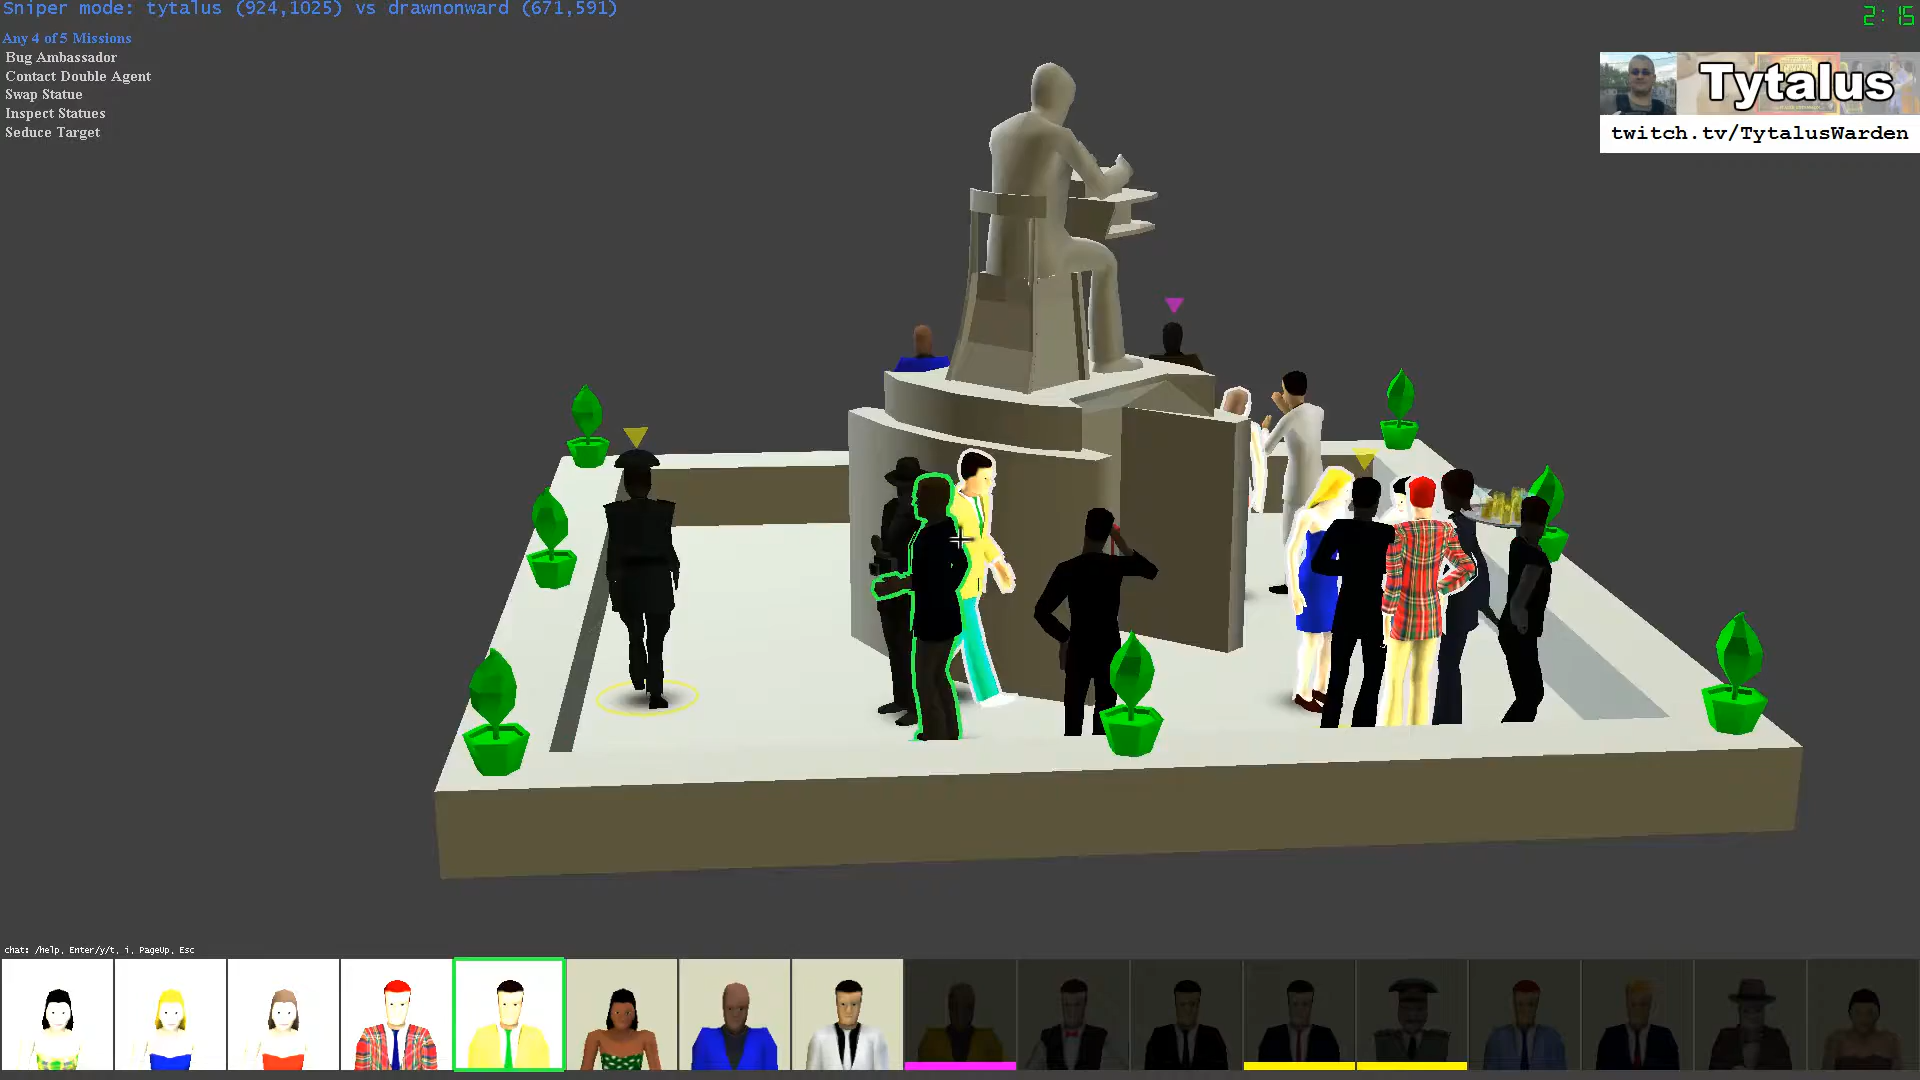 Sniper mode: tytalus (924,1025) vs drawnonward (671,591)
2:15
Any 4 of 5 Missions
Bug Ambassador
Contact Double Agent
Swap Statue
Inspect Statues
Seduce Target
Tytalus
twitch.tv/TytalusWarden
chat: /help, Enter/y/t, i, PageUp, Esc